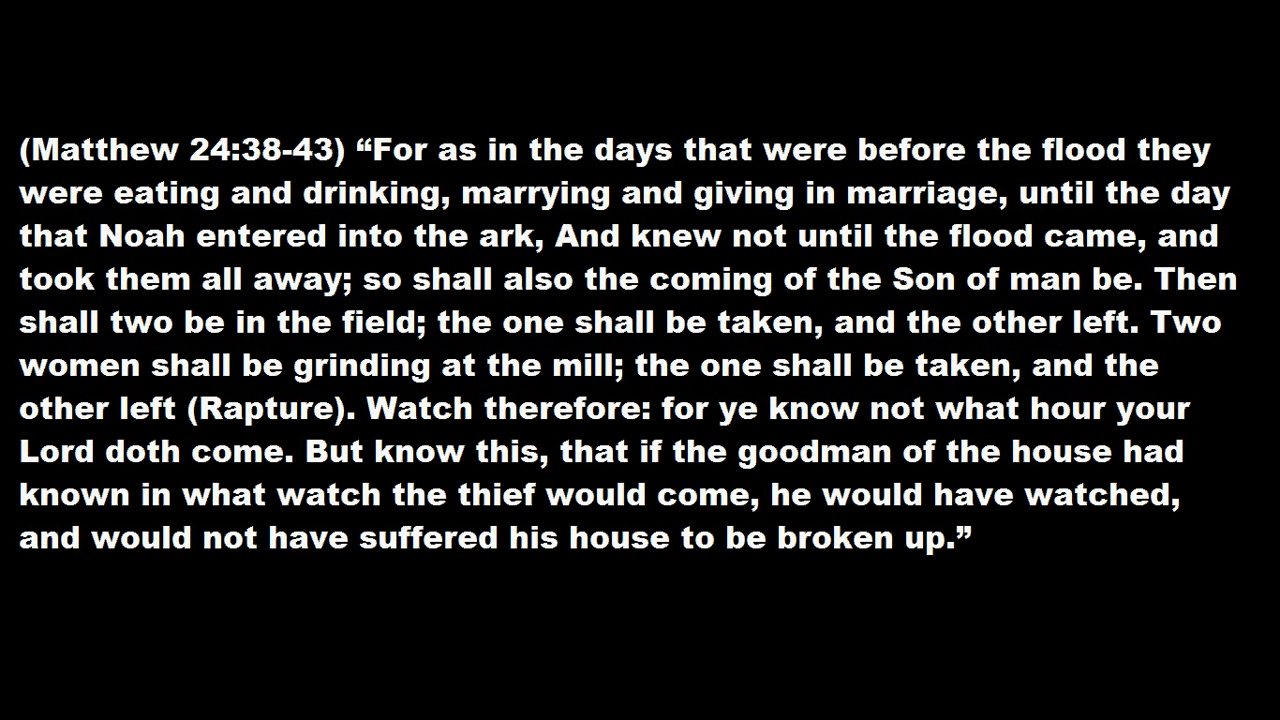 (Matthew 24:38-43) “For as in the days that were before the flood they
were eating and drinking, marrying and giving in marriage, until the day
that Noah entered into the ark, And knew not until the flood came, and
took them all away; so shall also the coming of the Son of man be. Then
shall two be in the field; the one shall be taken, and the other left. Two
women shall be grinding at the mill; the one shall be taken, and the
other left (Rapture). Watch therefore: for ye know not what hour your
Lord doth come. But know this, that if the goodman of the house had
known in what watch the thief would come, he would have watched,
and would not have suffered his house to be broken up.”